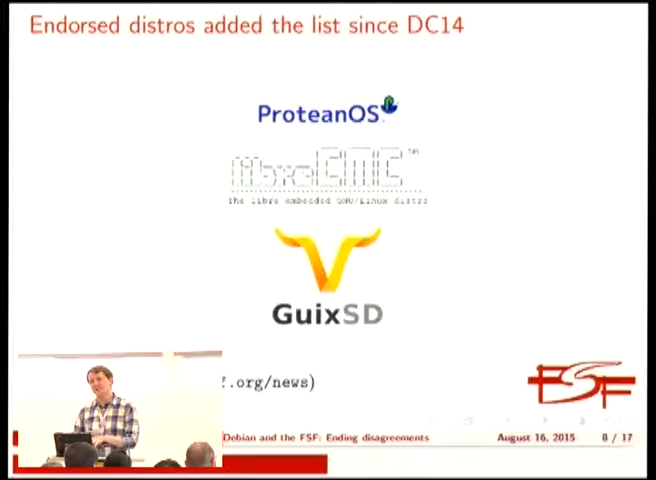 Endorsed distros added the list since DC14
ProteanOS
libreCMC™
The libre embedded GNU/Linux distro
GuixSD
f.org/news)
FSF
Debian and the FSF: Ending disagreements August 16, 2015 8 / 17